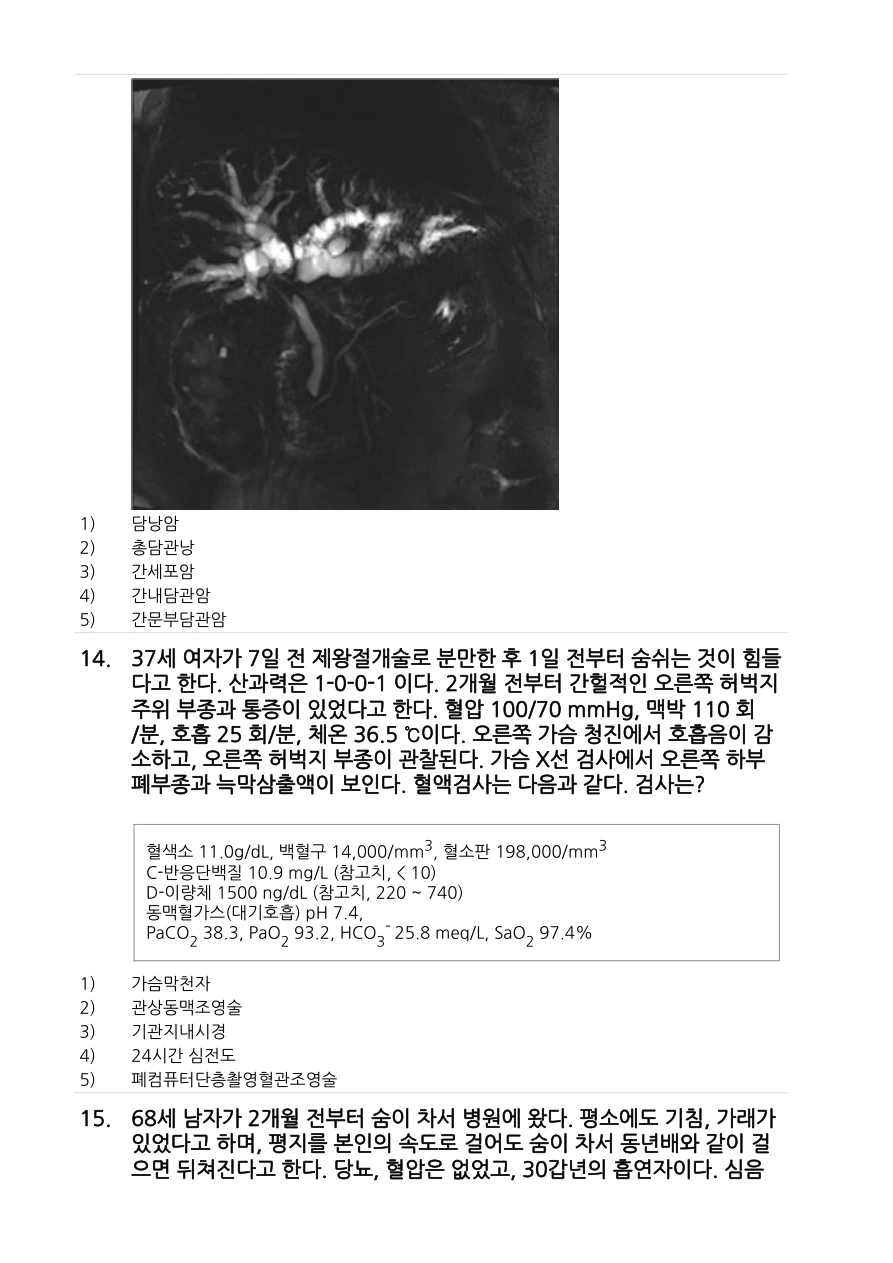 1) 담낭암
2) 총담관낭
3) 간세포암
4) 간내담관암
5) 간문부담관암
14. 37세 여자가 7일 전 제왕절개술로 분만한 후 1일 전부터 숨쉬는 것이 힘들
다고 한다. 산과력은 1-0-0-1 이다. 2개월 전부터 간헐적인 오른쪽 허벅지
주위 부종과 통증이 있었다고 한다. 혈압 100/70 mmHg, 맥박 110 회
/분, 호흡 25 회/분, 체온 36.5 ℃이다. 오른쪽 가슴 청진에서 호흡음이 감
소하고, 오른쪽 허벅지 부종이 관찰된다. 가슴 X선 검사에서 오른쪽 하부
폐부종과 늑막삼출액이 보인다. 혈액검사는 다음과 같다. 검사는?
혈색소 11.0g/dL, 백혈구 14,000/mm3, 혈소판 198,000/mm3
C-반응단백질 10.9 mg/L (참고치, < 10)
D-이량체 1500 ng/dL (참고치, 220 ~ 740)
동맥혈가스(대기호흡) pH 7.4,
PaCO2 38.3, PaO2 93.2, HCO3- 25.8 meq/L, SaO2 97.4%
1) 가슴막천자
2) 관상동맥조영술
3) 기관지내시경
4) 24시간 심전도
5) 폐컴퓨터단층촬영혈관조영술
15. 68세 남자가 2개월 전부터 숨이 차서 병원에 왔다. 평소에도 기침, 가래가
있었다고 하며, 평지를 본인의 속도로 걸어도 숨이 차서 동년배와 같이 걸
으면 뒤쳐진다고 한다. 당뇨, 혈압은 없었고, 30갑년의 흡연자이다. 심음